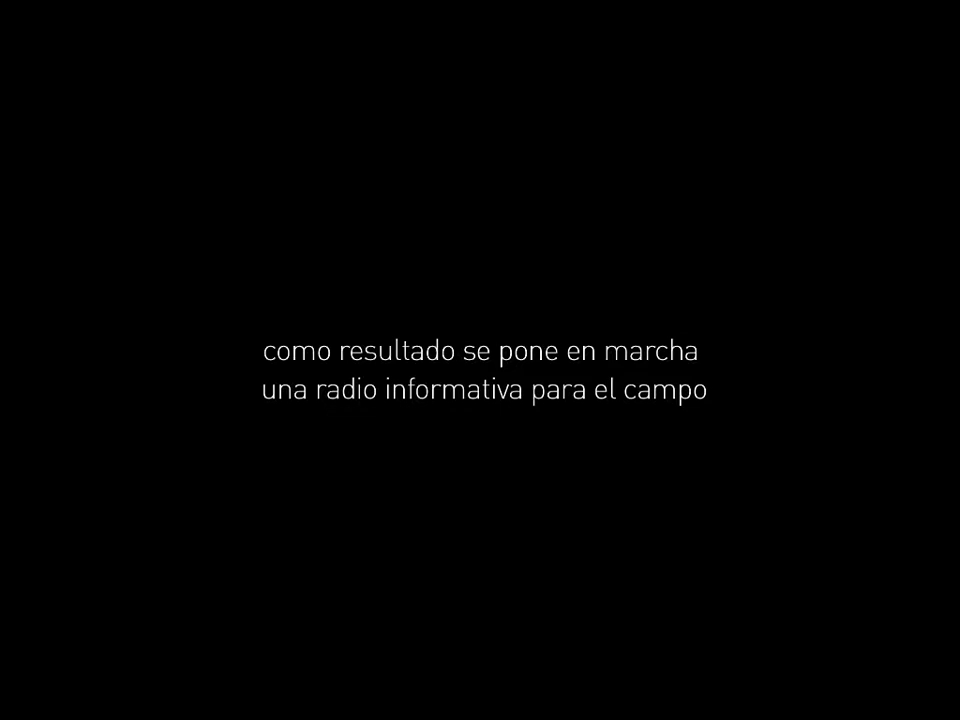 como resultado se pone en marcha
una radio informativa para el campo